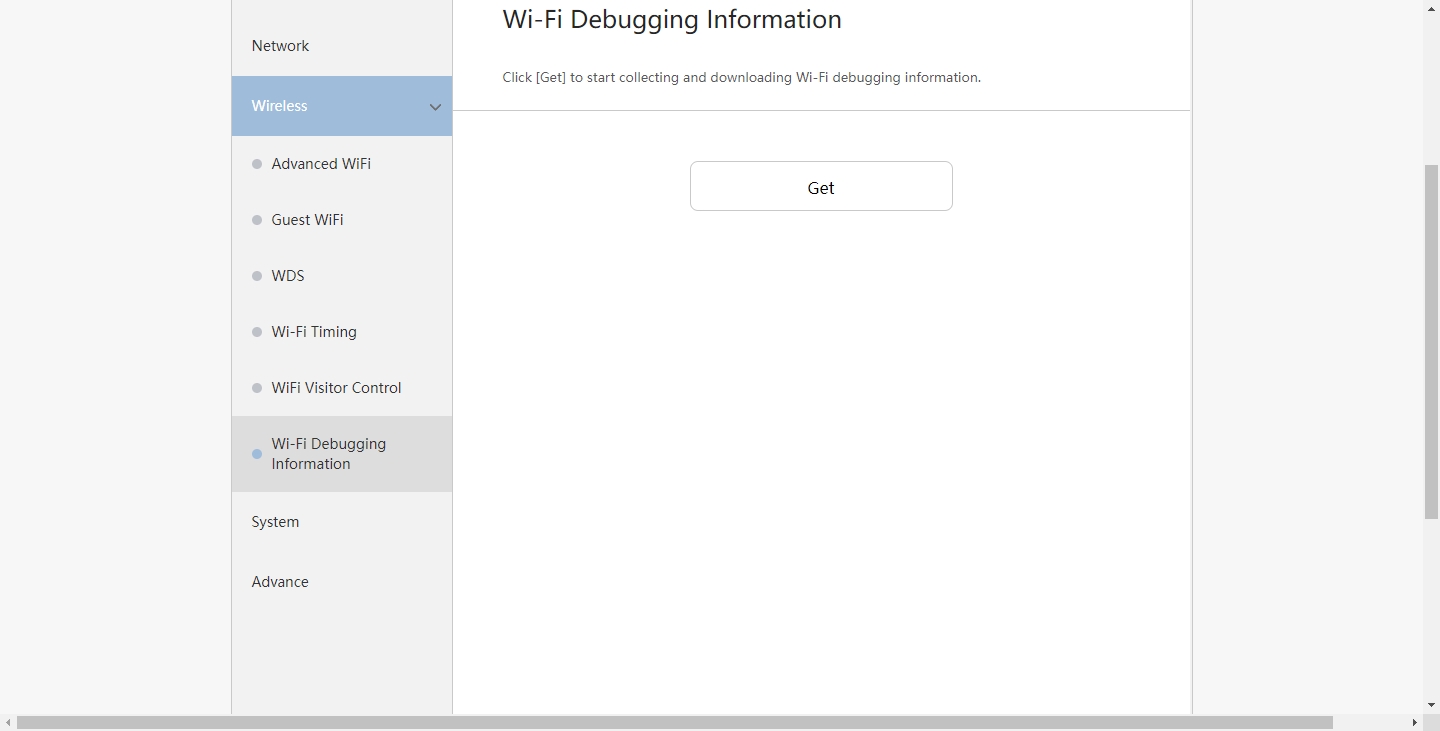 Network
Wireless
Advanced WiFi
Guest WiFi
WDS
Wi-Fi Timing
WiFi Visitor Control
Wi-Fi Debugging
Information
System
Advance
Wi-Fi Debugging Information
Click [Get] to start collecting and downloading Wi-Fi debugging information.
Get